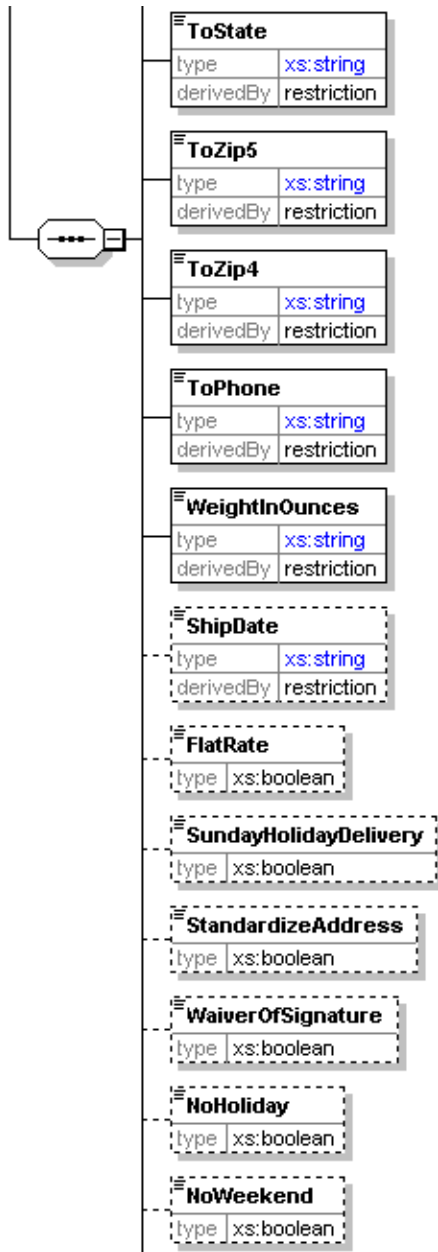 ToState
type xs:string
derivedBy restriction
ToZip5
type xs:string
derivedBy restriction
ToZip4
type xs:string
derivedBy restriction
ToPhone
type xs:string
derivedBy restriction
WeightInOunces
type xs:string
derivedBy restriction
ShipDate
type xs:string
derivedBy restriction
FlatRate
type xs:boolean
SundayHolidayDelivery
type xs:boolean
StandardizeAddress
type xs:boolean
WaiverOfSignature
type xs:boolean
NoHoliday
type xs:boolean
NoWeekend
type xs:boolean